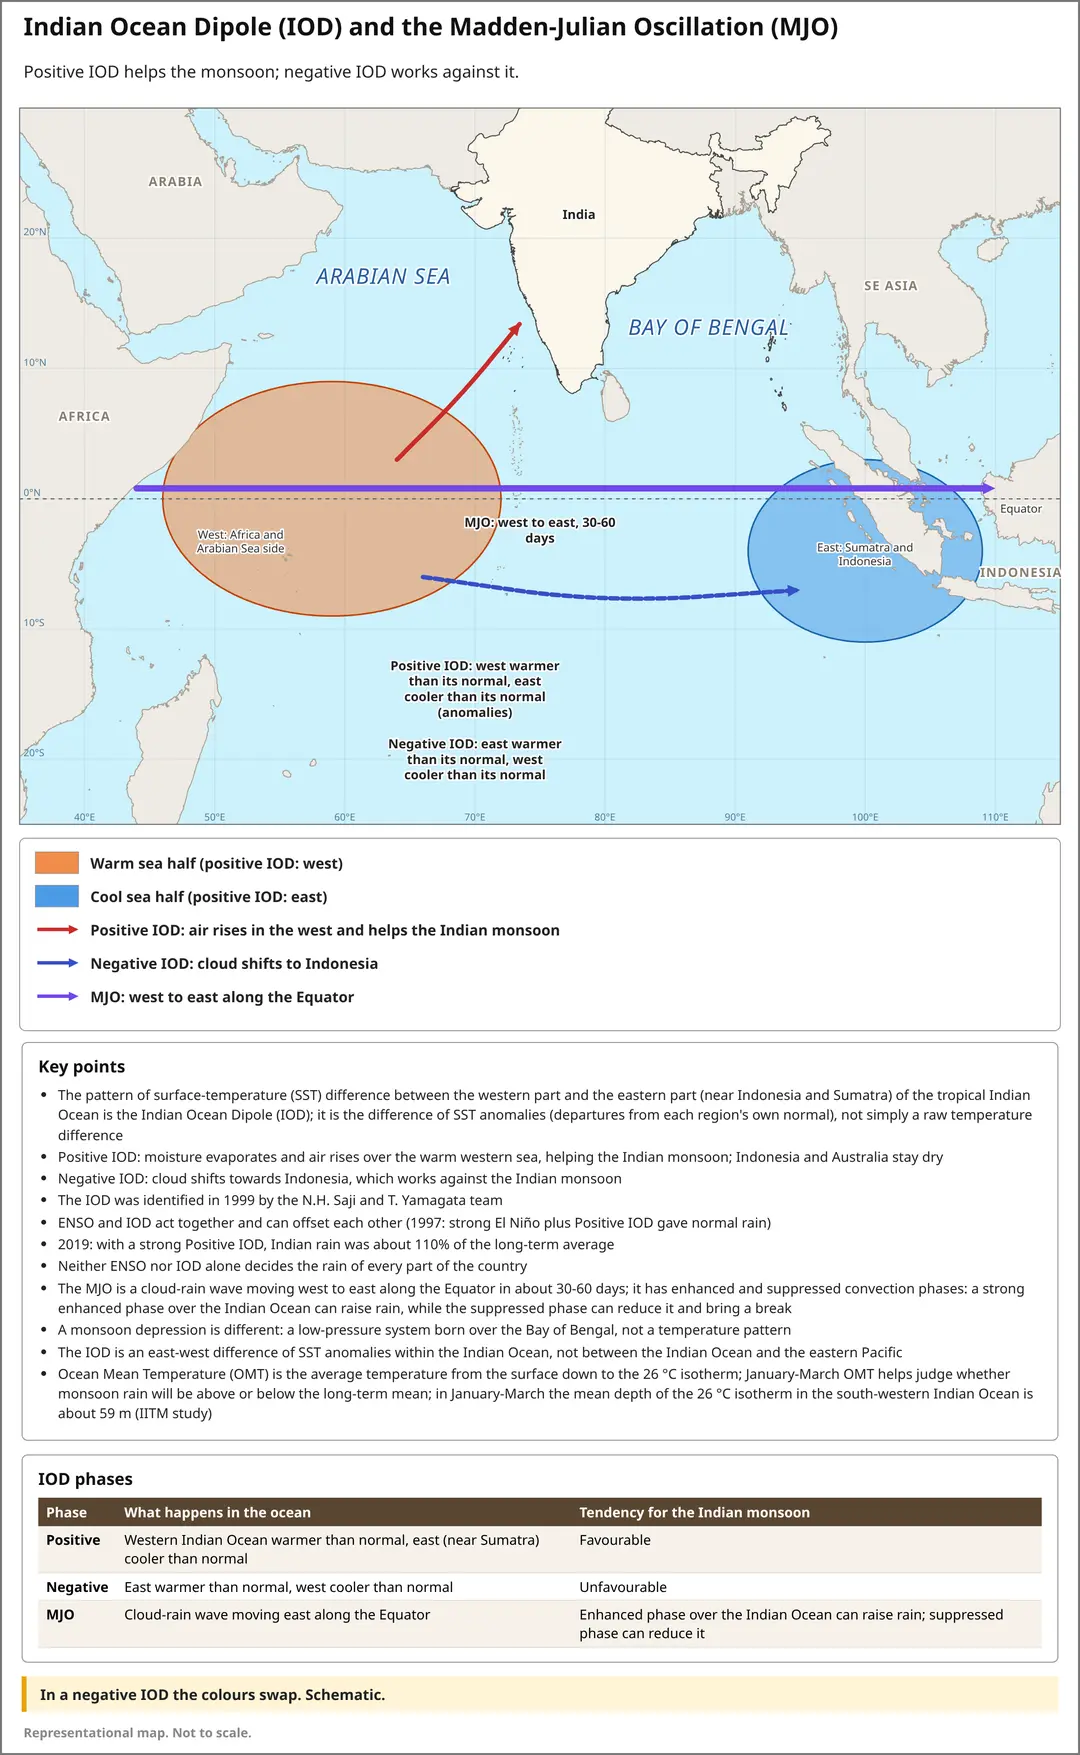 Indian Ocean Dipole (IOD) and the Madden-Julian Oscillation (MJO)
Positive IOD helps the monsoon; negative IOD works against it.
ARABIA
India
20°N
ARABIAN SEA
SE ASIA
BAY OF BENGAL
10°N
AFRICA
0°N
Equator
MJO: west to east, 30-60
days
West: Africa and
Arabian Sea side
East: Sumatra and
Indonesia
INDONESIA
10°S
Positive IOD: west warmer
than its normal, east
cooler than its normal
(anomalies)
Negative IOD: east warmer
than its normal, west
cooler than its normal
20°S
40°E
50°E
60°E
70°E
80°E
90°E
100°E
110°E
Warm sea half (positive IOD: west)
Cool sea half (positive IOD: east)
Positive IOD: air rises in the west and helps the Indian monsoon
Negative IOD: cloud shifts to Indonesia
MJO: west to east along the Equator
Key points
• The pattern of surface-temperature (SST) difference between the western part and the eastern part (near Indonesia and Sumatra) of the tropical Indian
Ocean is the Indian Ocean Dipole (IOD); it is the difference of SST anomalies (departures from each region's own normal), not simply a raw temperature
difference
• Positive IOD: moisture evaporates and air rises over the warm western sea, helping the Indian monsoon; Indonesia and Australia stay dry
• Negative IOD: cloud shifts towards Indonesia, which works against the Indian monsoon
• The IOD was identified in 1999 by the N.H. Saji and T. Yamagata team
• ENSO and IOD act together and can offset each other (1997: strong El Niño plus Positive IOD gave normal rain)
• 2019: with a strong Positive IOD, Indian rain was about 110% of the long-term average
• Neither ENSO nor IOD alone decides the rain of every part of the country
• The MJO is a cloud-rain wave moving west to east along the Equator in about 30-60 days; it has enhanced and suppressed convection phases: a strong
enhanced phase over the Indian Ocean can raise rain, while the suppressed phase can reduce it and bring a break
• A monsoon depression is different: a low-pressure system born over the Bay of Bengal, not a temperature pattern
• The IOD is an east-west difference of SST anomalies within the Indian Ocean, not between the Indian Ocean and the eastern Pacific
• Ocean Mean Temperature (OMT) is the average temperature from the surface down to the 26 °C isotherm; January-March OMT helps judge whether
monsoon rain will be above or below the long-term mean; in January-March the mean depth of the 26 °C isotherm in the south-western Indian Ocean is
about 59 m (IITM study)
IOD phases
Phase What happens in the ocean Tendency for the Indian monsoon
Positive Western Indian Ocean warmer than normal, east (near Sumatra) Favourable
cooler than normal
Negative East warmer than normal, west cooler than normal Unfavourable
MJO Cloud-rain wave moving east along the Equator Enhanced phase over the Indian Ocean can raise rain; suppressed
phase can reduce it
In a negative IOD the colours swap. Schematic.
Representational map. Not to scale.